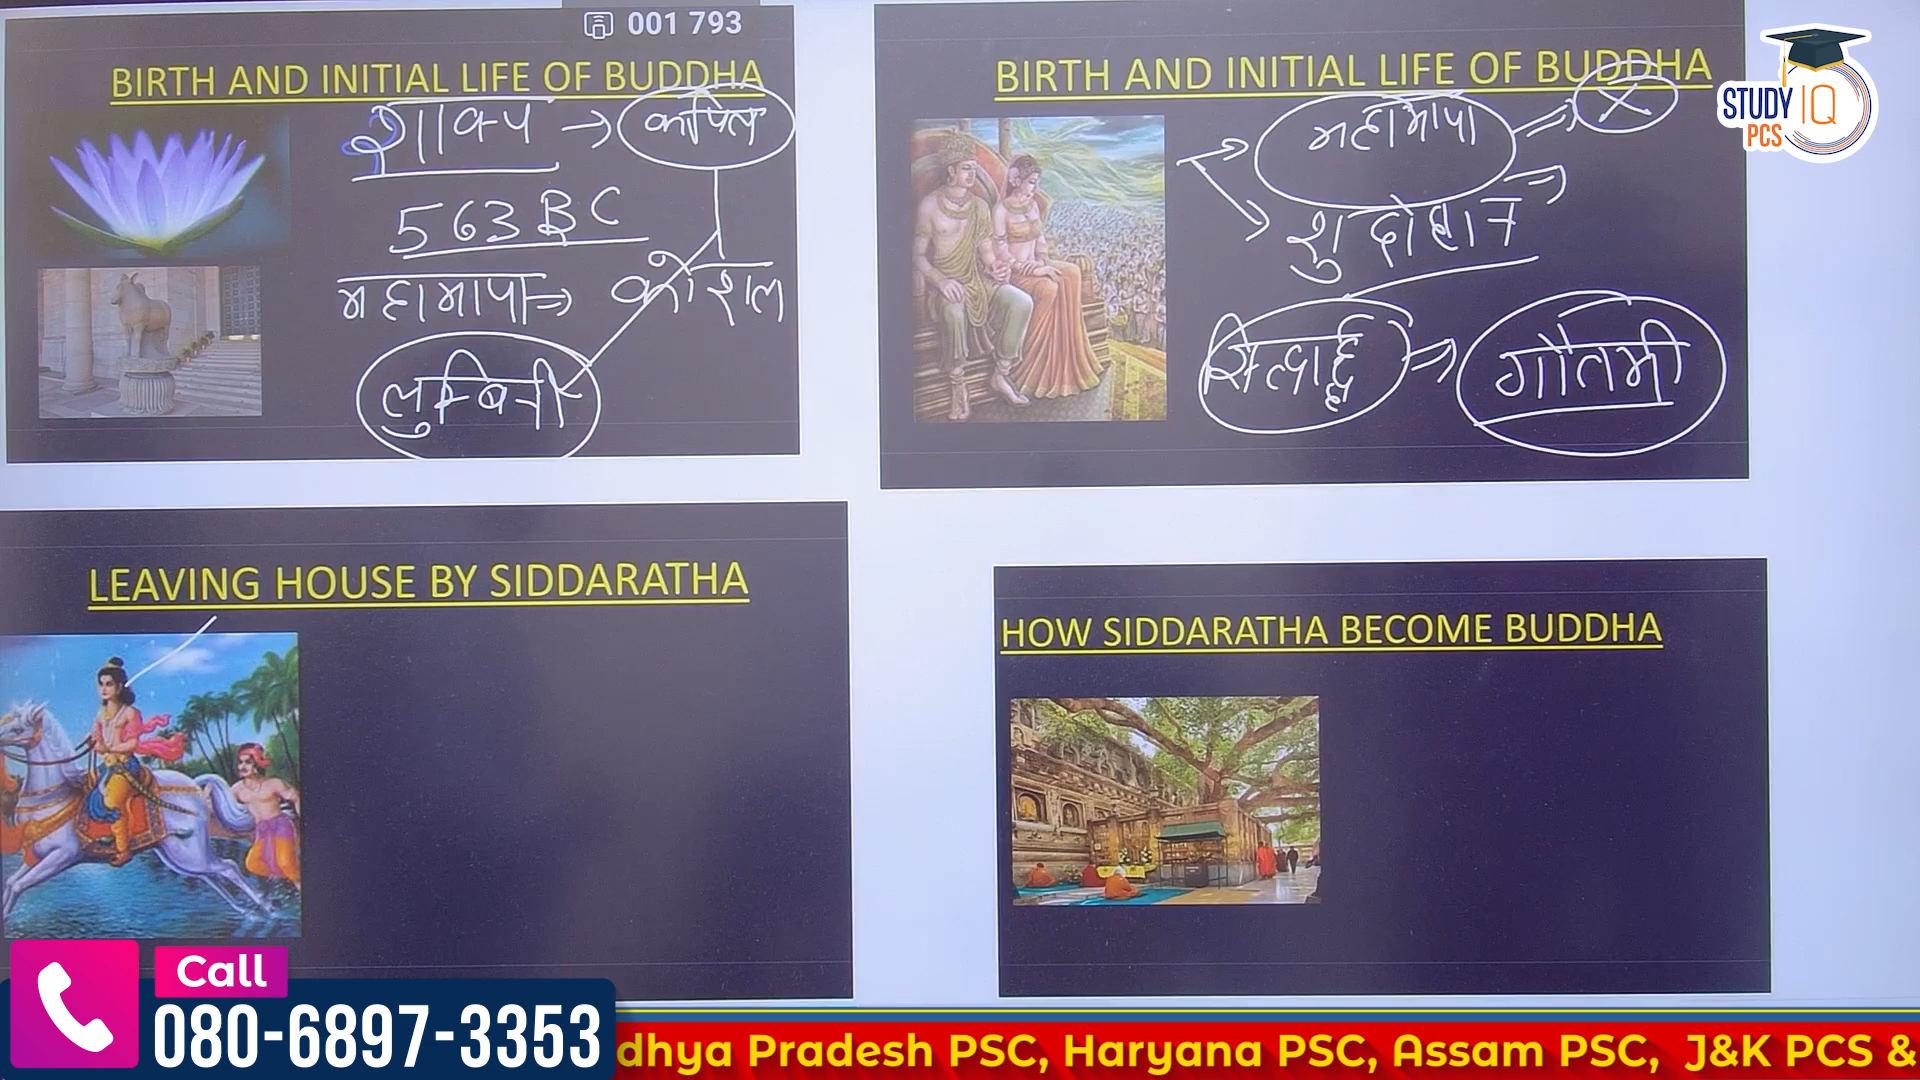 001 793
BIRTH AND INITIAL LIFE OF BUDDHA
शाक्य → कपिल
563 BC
महामाया ⇒ कोशल
लुम्बिनी
BIRTH AND INITIAL LIFE OF BUDDHA
महामाया ⇒ X
शुदोधान
गौतमी
STUDY IQ
PCS
LEAVING HOUSE BY SIDDARATHA
HOW SIDDARATHA BECOME BUDDHA
Call
080-6897-3353
dhya Pradesh PSC, Haryana PSC, Assam PSC, J&K PCS &